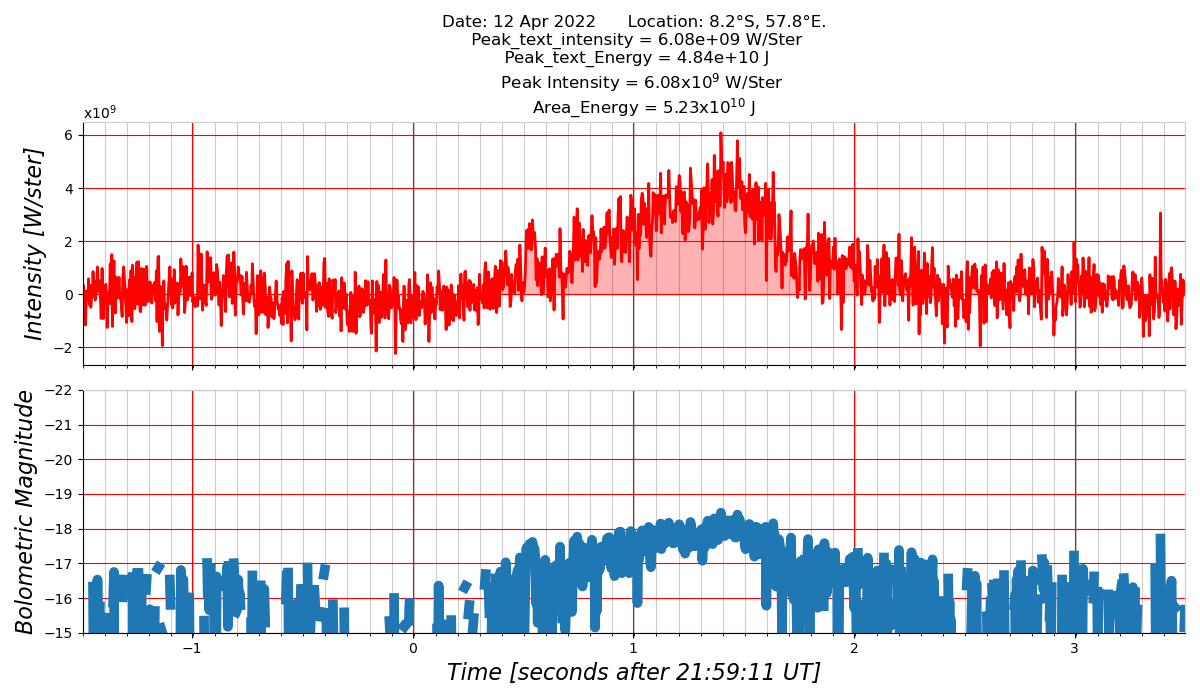 Date: 12 Apr 2022      Location: 8.2°S, 57.8°E.
Peak_text_intensity = 6.08e+09 W/Ster
Peak_text_Energy = 4.84e+10 J
Peak Intensity = 6.08x10⁹ W/Ster
Area_Energy = 5.23x10¹⁰ J
x10⁹
Intensity [W/ster]
6
4
2
0
−2
Bolometric Magnitude
−22
−21
−20
−19
−18
−17
−16
−15
−1 0 1 2 3
Time [seconds after 21:59:11 UT]